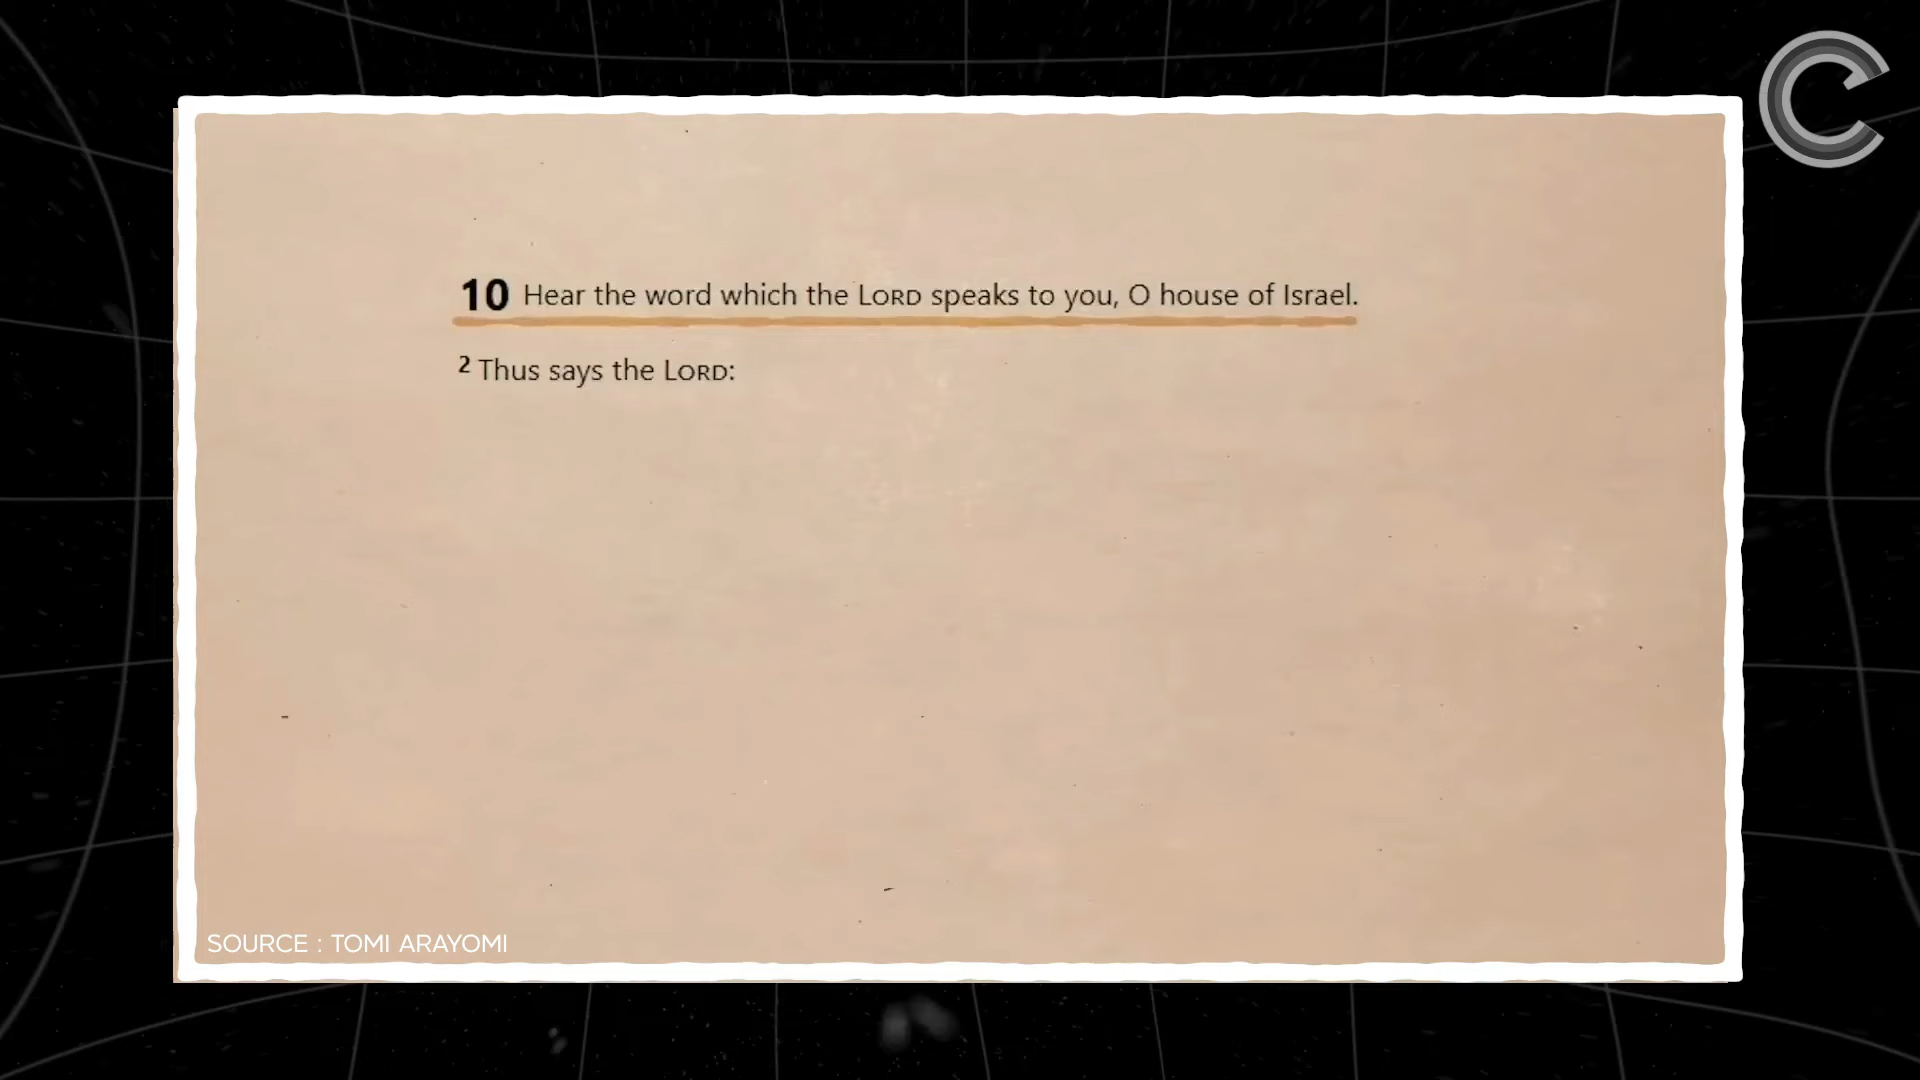 10 Hear the word which the LORD speaks to you, O house of Israel.
2 Thus says the LORD:
SOURCE : TOMI ARAYOMI